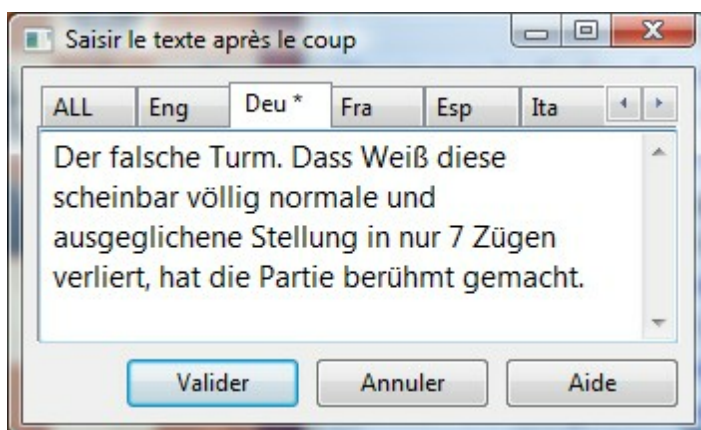 Saisir le texte après le coup
ALL Eng Deu * Fra Esp Ita
Der falsche Turm. Dass Weiß diese
scheinbar völlig normale und
ausgeglichene Stellung in nur 7 Zügen
verliert, hat die Partie berühmt gemacht.
Valider Annuler Aide